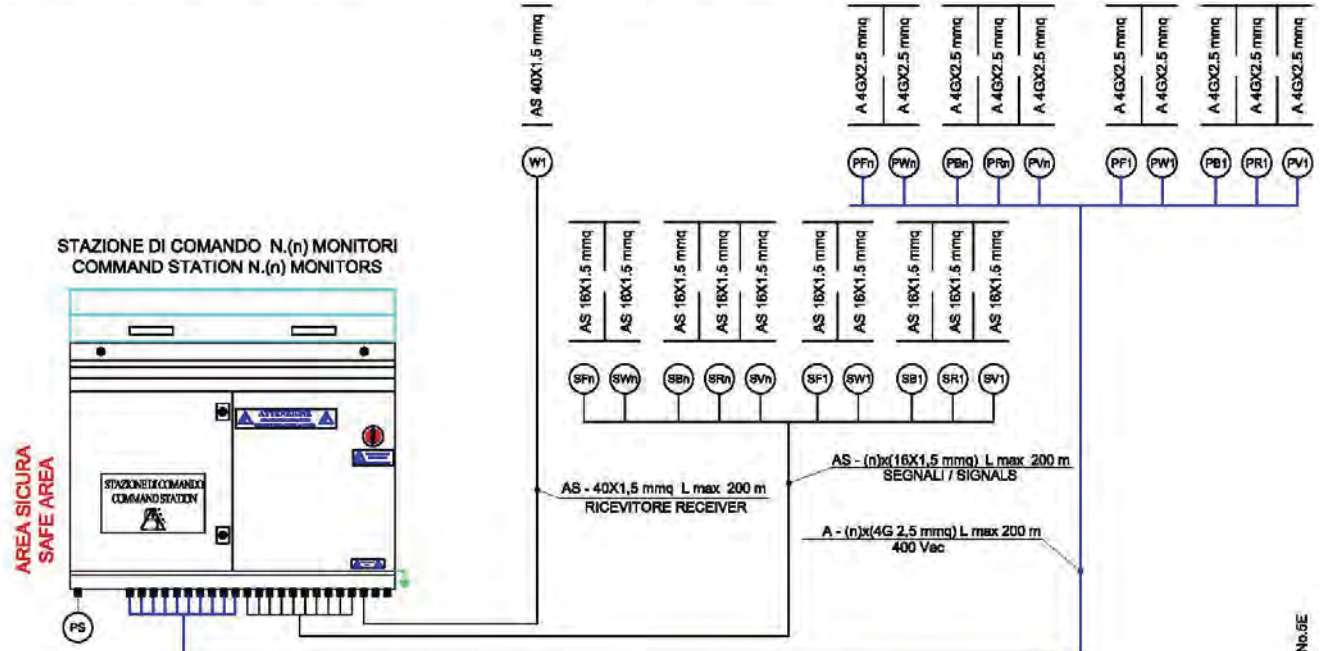 AS 40X1.5 mmq
A 4GX2.5 mmq
A 4GX2.5 mmq
A 4GX2.5 mmq
A 4GX2.5 mmq
A 4GX2.5 mmq
A 4GX2.5 mmq
A 4GX2.5 mmq
A 4GX2.5 mmq
A 4GX2.5 mmq
A 4GX2.5 mmq
W1
PFn
PWn
PBn
PRn
PVn
PF1
PW1
PB1
PR1
PV1
STAZIONE DI COMANDO N.(n) MONITORI
COMMAND STATION N.(n) MONITORS
AS 16X1.5 mmq
AS 16X1.5 mmq
AS 16X1.5 mmq
AS 16X1.5 mmq
AS 16X1.5 mmq
AS 16X1.5 mmq
AS 16X1.5 mmq
AS 16X1.5 mmq
AS 16X1.5 mmq
AS 16X1.5 mmq
SFn
SWn
SBn
SRn
SVn
SF1
SW1
SB1
SR1
SV1
ATTENZIONE
AREA SICURA
SAFE AREA
STAZIONE DI COMANDO
COMMAND STATION
AS - 40X1,5 mmq L max 200 m
RICEVITORE RECEIVER
AS - (n)x(16X1,5 mmq) L max 200 m
SEGNALI / SIGNALS
A - (n)x(4G 2,5 mmq) L max 200 m
400 Vac
PS
No.5E